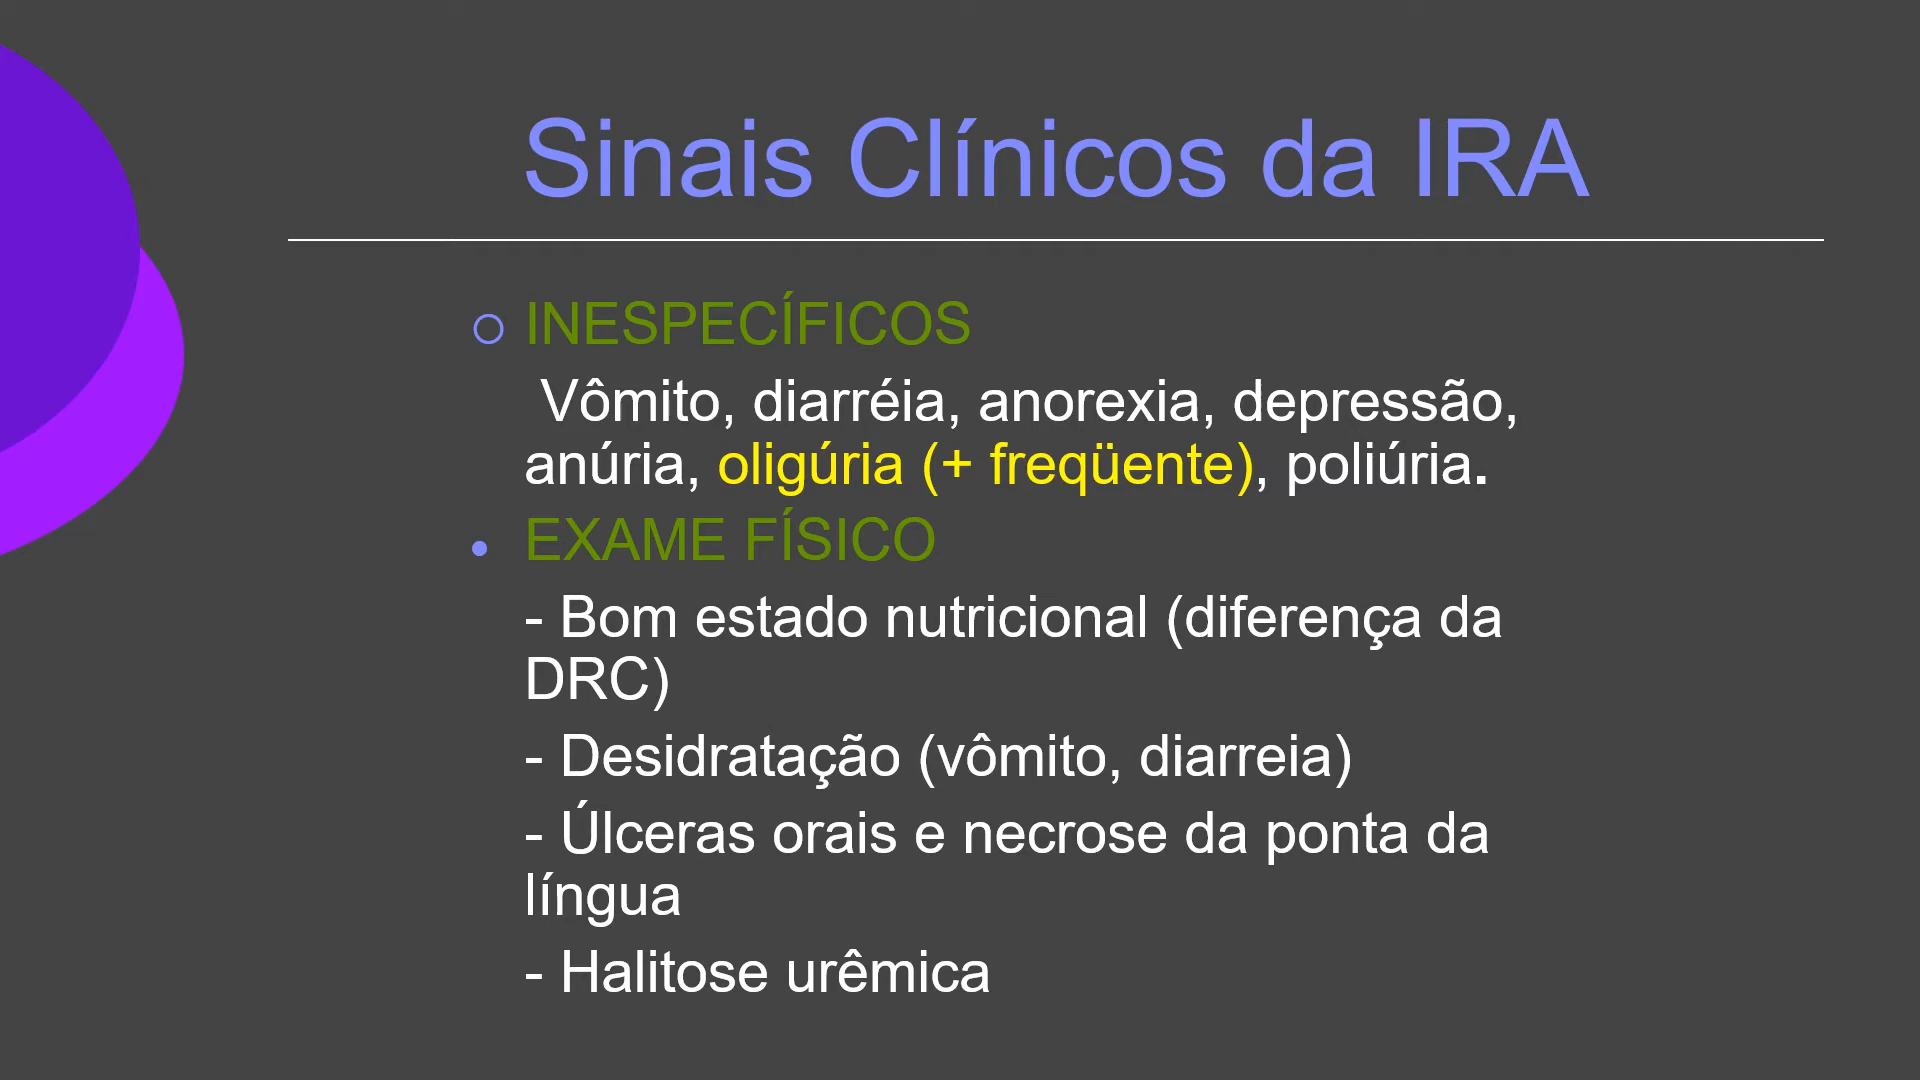 Sinais Clínicos da IRA
INESPECÍFICOS
Vômito, diarréia, anorexia, depressão,
anúria, oligúria (+ freqüente), poliúria.
EXAME FÍSICO
- Bom estado nutricional (diferença da
DRC)
- Desidratação (vômito, diarreia)
- Úlceras orais e necrose da ponta da
língua
- Halitose urêmica